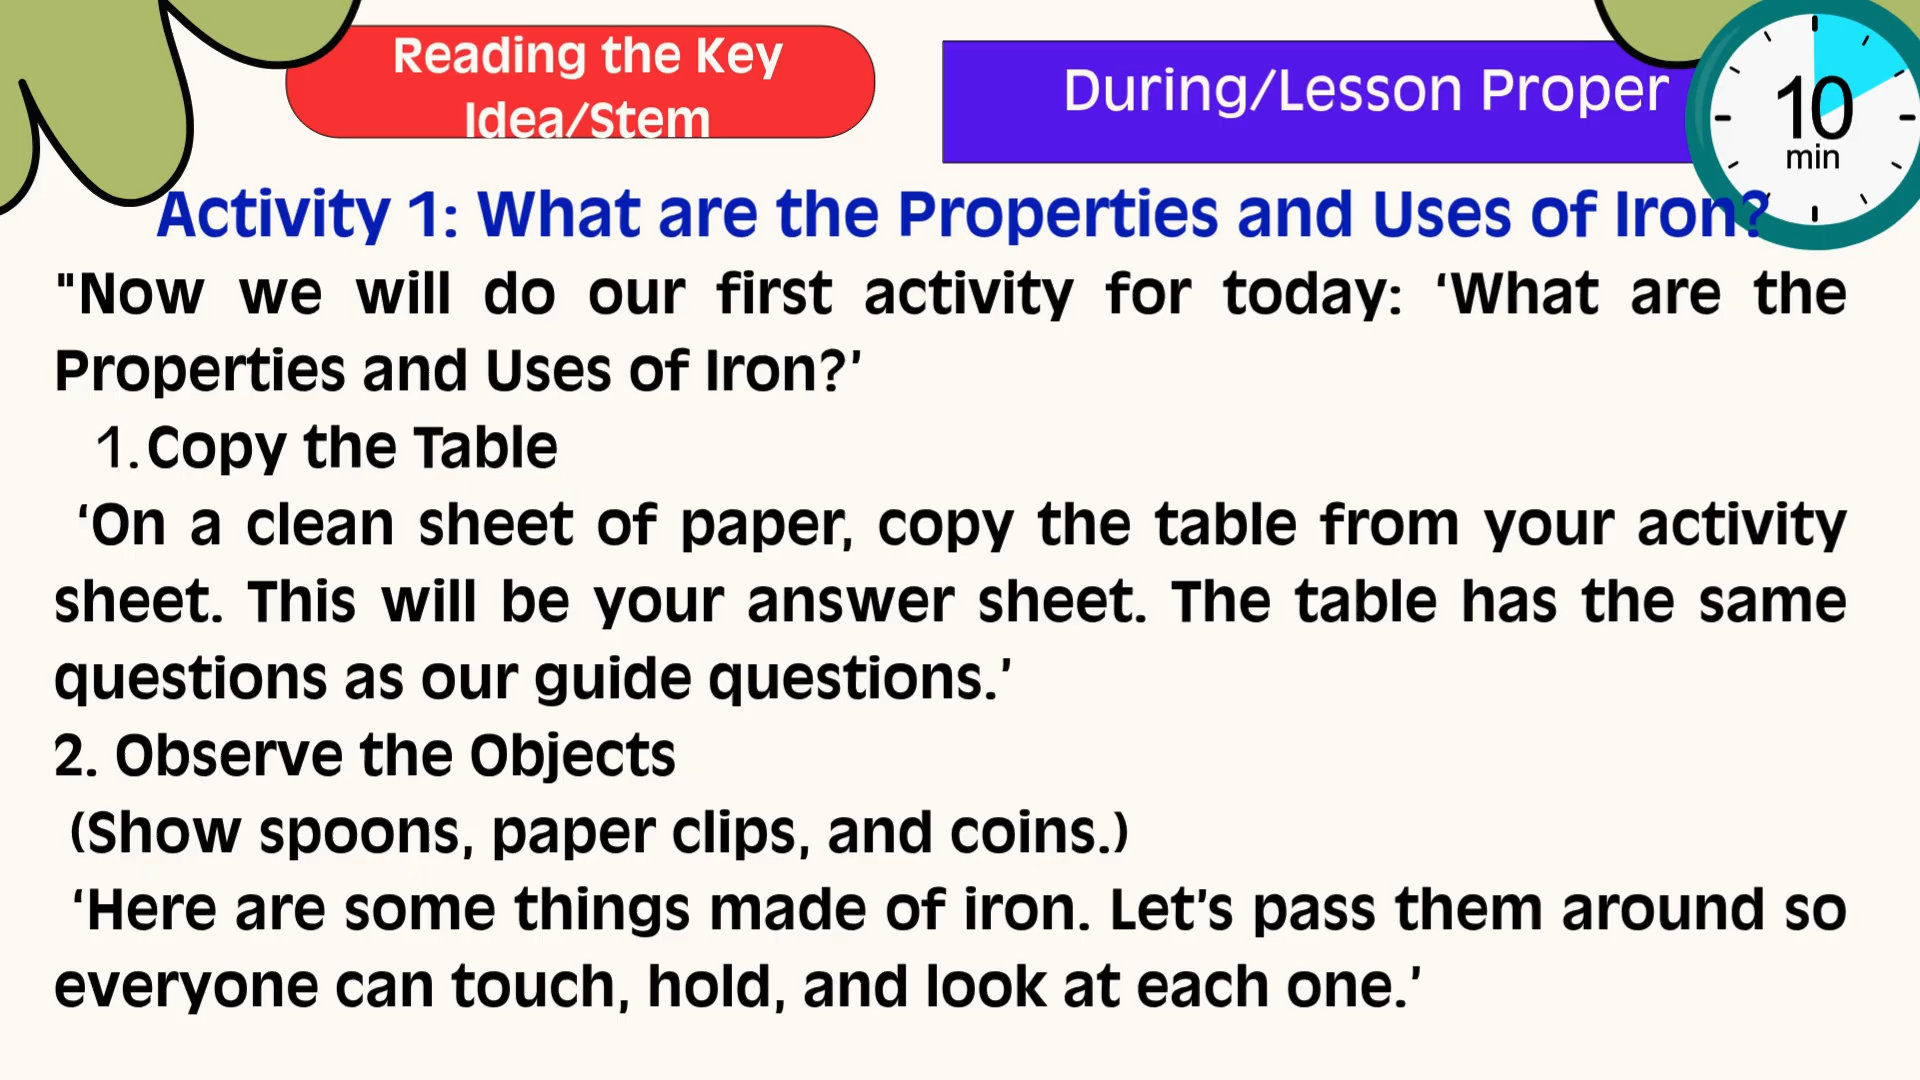 Reading the Key
Idea/Stem
During/Lesson Proper
10
min
Activity 1: What are the Properties and Uses of Iron?
"Now we will do our first activity for today: ‘What are the
Properties and Uses of Iron?’
1. Copy the Table
‘On a clean sheet of paper, copy the table from your activity
sheet. This will be your answer sheet. The table has the same
questions as our guide questions.’
2. Observe the Objects
(Show spoons, paper clips, and coins.)
‘Here are some things made of iron. Let’s pass them around so
everyone can touch, hold, and look at each one.’